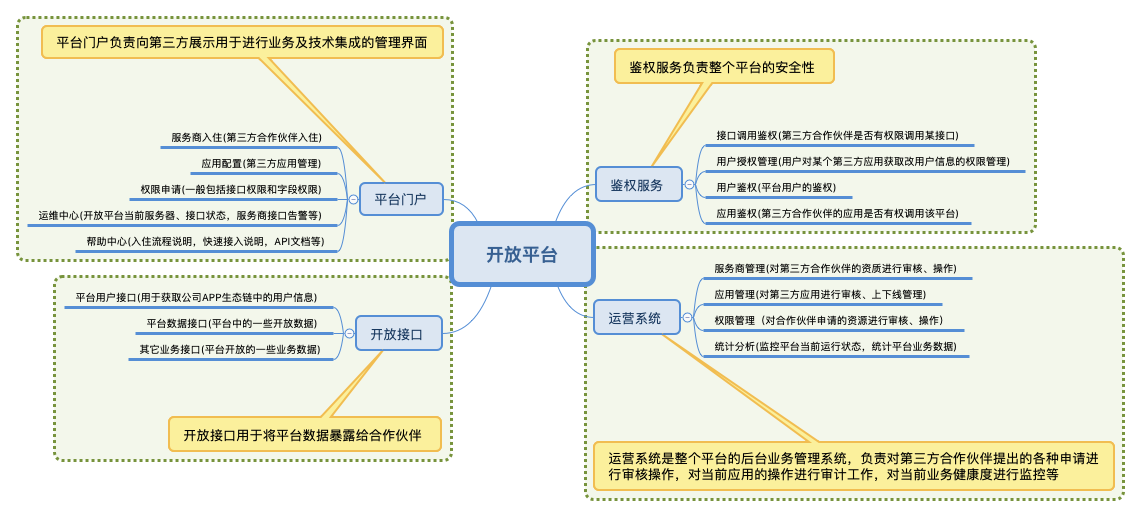 平台门户负责向第三方展示用于进行业务及技术集成的管理界面
服务商入住(第三方合作伙伴入住)
应用配置(第三方应用管理)
权限申请(一般包括接口权限和字段权限)
运维中心(开放平台当前服务器、接口状态，服务商接口告警等)
帮助中心(入住流程说明，快速接入说明，API文档等)
平台门户
鉴权服务负责整个平台的安全性
鉴权服务
接口调用鉴权(第三方合作伙伴是否有权限调用某接口)
用户授权管理(用户对某个第三方应用获取改用户信息的权限管理)
用户鉴权(平台用户的鉴权)
应用鉴权(第三方合作伙伴的应用是否有权调用该平台)
开放平台
平台用户接口(用于获取公司APP生态链中的用户信息)
平台数据接口(平台中的一些开放数据)
其它业务接口(平台开放的一些业务数据)
开放接口
开放接口用于将平台数据暴露给合作伙伴
运营系统
服务商管理(对第三方合作伙伴的资质进行审核、操作)
应用管理(对第三方应用进行审核、上下线管理)
权限管理（对合作伙伴申请的资源进行审核、操作）
统计分析(监控平台当前运行状态，统计平台业务数据)
运营系统是整个平台的后台业务管理系统，负责对第三方合作伙伴提出的各种申请进
行审核操作，对当前应用的操作进行审计工作，对当前业务健康度进行监控等